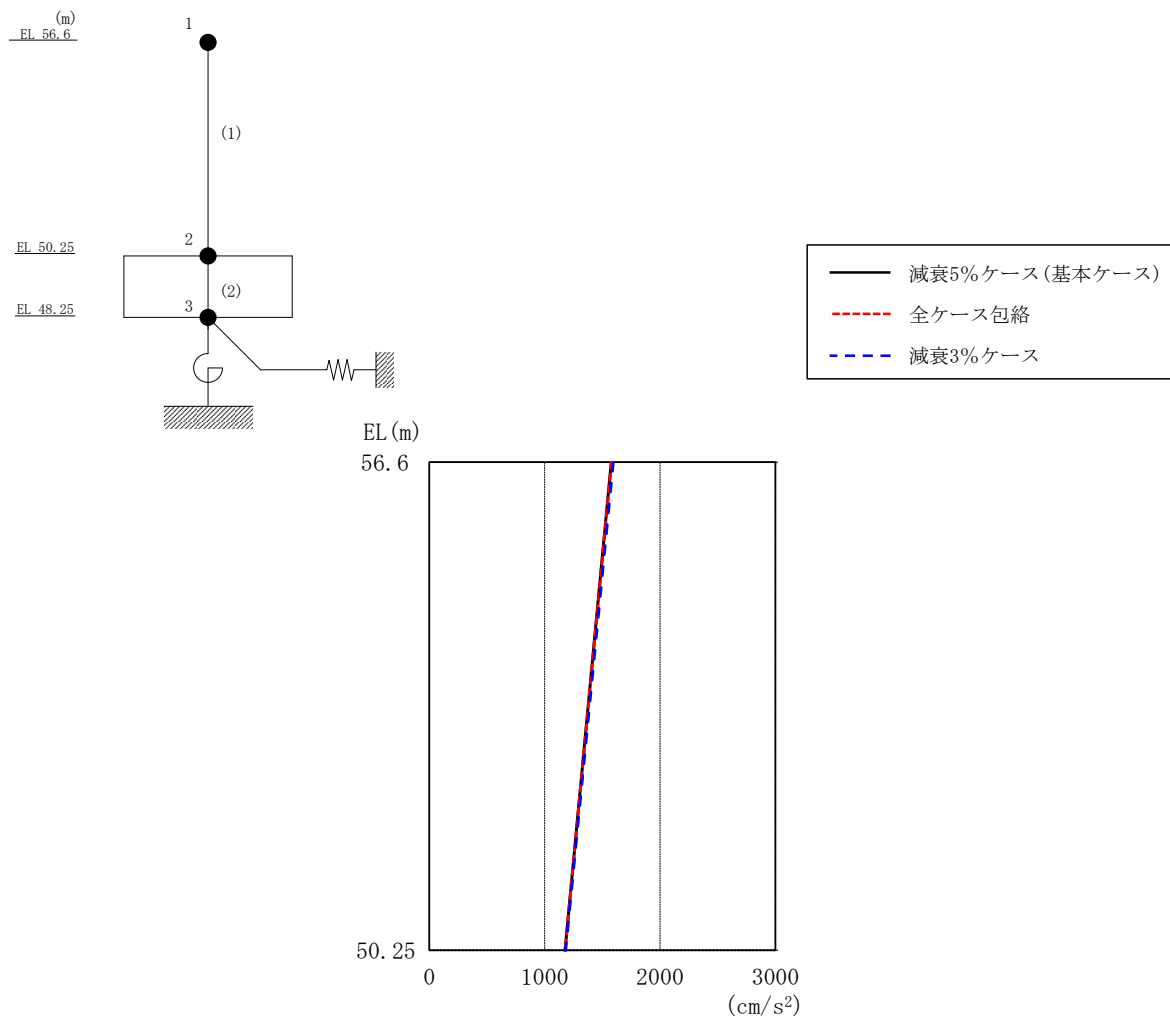 (m)
EL 56.6
1
(1)
EL 50.25
2
(2)
EL 48.25
3
減衰5%ケース(基本ケース)
全ケース包絡
減衰3%ケース
EL(m)
56.6
50.25
0 1000 2000 3000
(cm/s²)